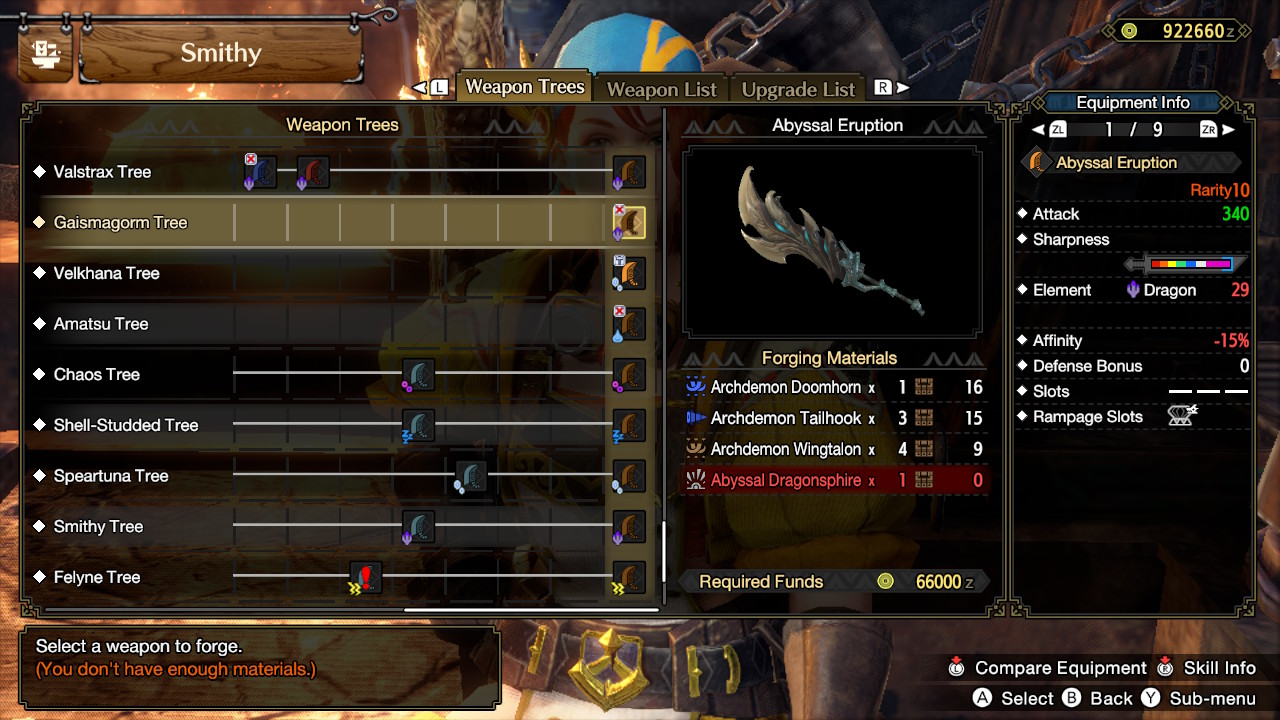 Smithy
922660 z
L Weapon Trees Weapon List Upgrade List R
Weapon Trees
Valstrax Tree
Gaismagorm Tree
Velkhana Tree
Amatsu Tree
Chaos Tree
Shell-Studded Tree
Speartuna Tree
Smithy Tree
Felyne Tree
Abyssal Eruption
Forging Materials
Archdemon Doomhorn x 1 16
Archdemon Tailhook x 3 15
Archdemon Wingtalon x 4 9
Abyssal Dragonsphire x 1 0
Required Funds 66000 z
Equipment Info
ZL 1 / 9 ZR
Abyssal Eruption
Rarity10
Attack 340
Sharpness
Element Dragon 29
Affinity -15%
Defense Bonus 0
Slots
Rampage Slots
Select a weapon to forge.
(You don't have enough materials.)
L Compare Equipment R Skill Info
A Select B Back Y Sub-menu